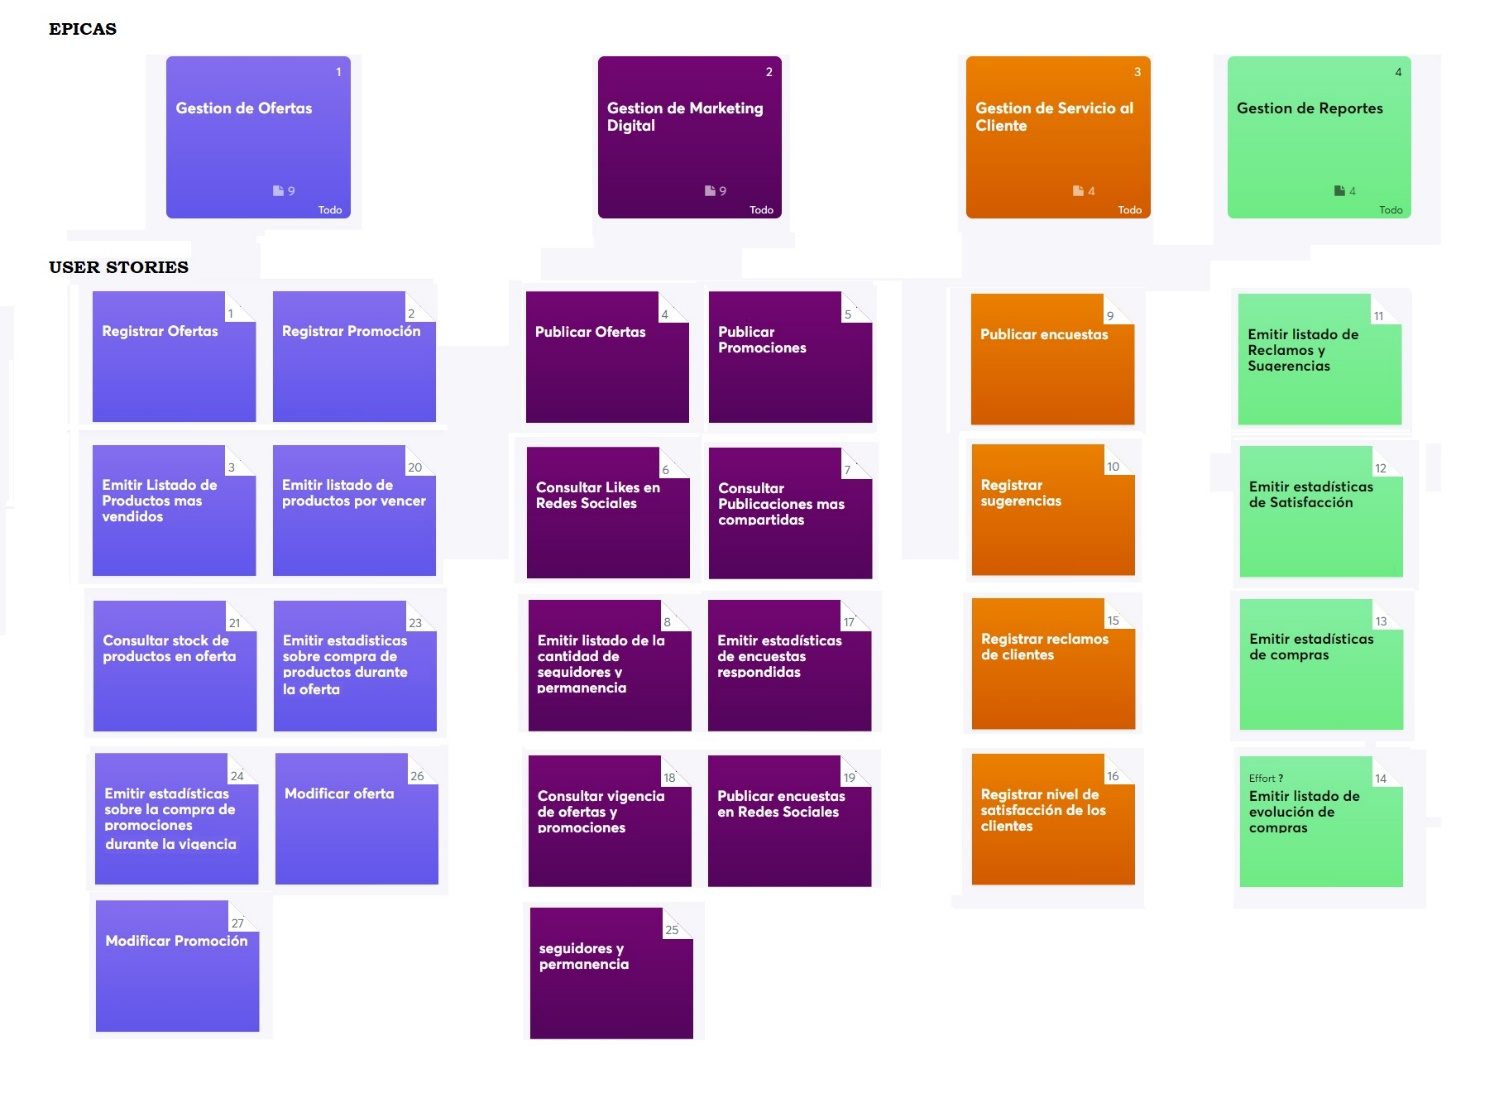 EPICAS
1
Gestion de Ofertas
9
Todo
2
Gestion de Marketing
Digital
9
Todo
3
Gestion de Servicio al
Cliente
4
Todo
4
Gestion de Reportes
4
Todo
USER STORIES
1
Registrar Ofertas
2
Registrar Promoción
3
Emitir Listado de
Productos mas
vendidos
20
Emitir listado de
productos por vencer
21
Consultar stock de
productos en oferta
23
Emitir estadisticas
sobre compra de
productos durante
la oferta
24
Emitir estadísticas
sobre la compra de
promociones
durante la vigencia
26
Modificar oferta
27
Modificar Promoción
4
Publicar Ofertas
5
Publicar
Promociones
6
Consultar Likes en
Redes Sociales
7
Consultar
Publicaciones mas
compartidas
8
Emitir listado de la
cantidad de
seguidores y
permanencia
17
Emitir estadísticas
de encuestas
respondidas
18
Consultar vigencia
de ofertas y
promociones
19
Publicar encuestas
en Redes Sociales
25
seguidores y
permanencia
9
Publicar encuestas
10
Registrar
sugerencias
15
Registrar reclamos
de clientes
16
Registrar nivel de
satisfacción de los
clientes
11
Emitir listado de
Reclamos y
Sugerencias
12
Emitir estadísticas
de Satisfacción
13
Emitir estadísticas
de compras
14
Effort ?
Emitir listado de
evolución de
compras